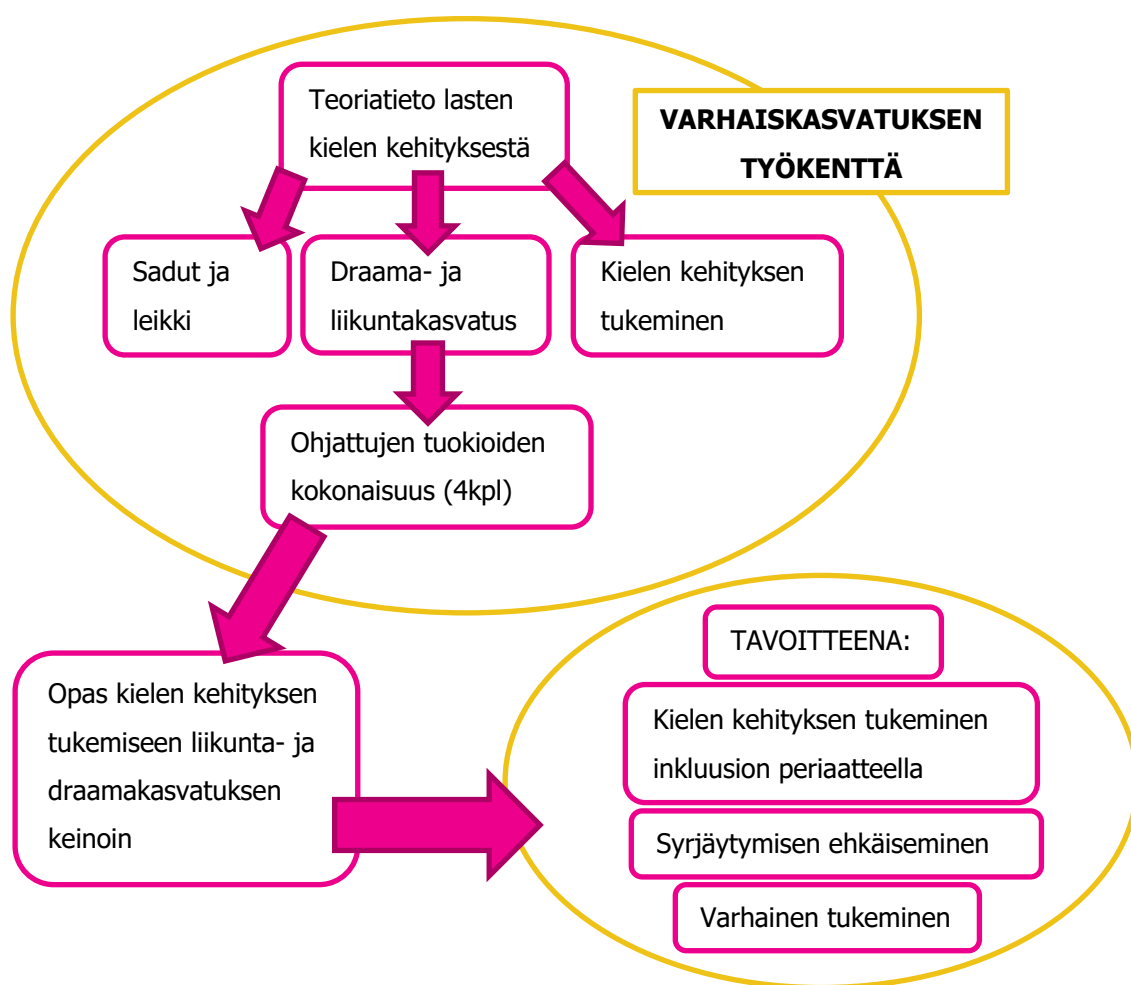 Teoriatieto lasten
kielen kehityksestä
VARHAISKASVATUKSEN
TYÖKENTTÄ
Sadut ja
leikki
Draama- ja
liikuntakasvatus
Kielen kehityksen
tukeminen
Ohjattujen tuokioiden
kokonaisuus (4kpl)
Opas kielen kehityksen
tukemiseen liikunta- ja
draamakasvatuksen
keinoin
TAVOITTEENA:
Kielen kehityksen tukeminen
inkluusion periaatteella
Syrjäytymisen ehkäiseminen
Varhainen tukeminen